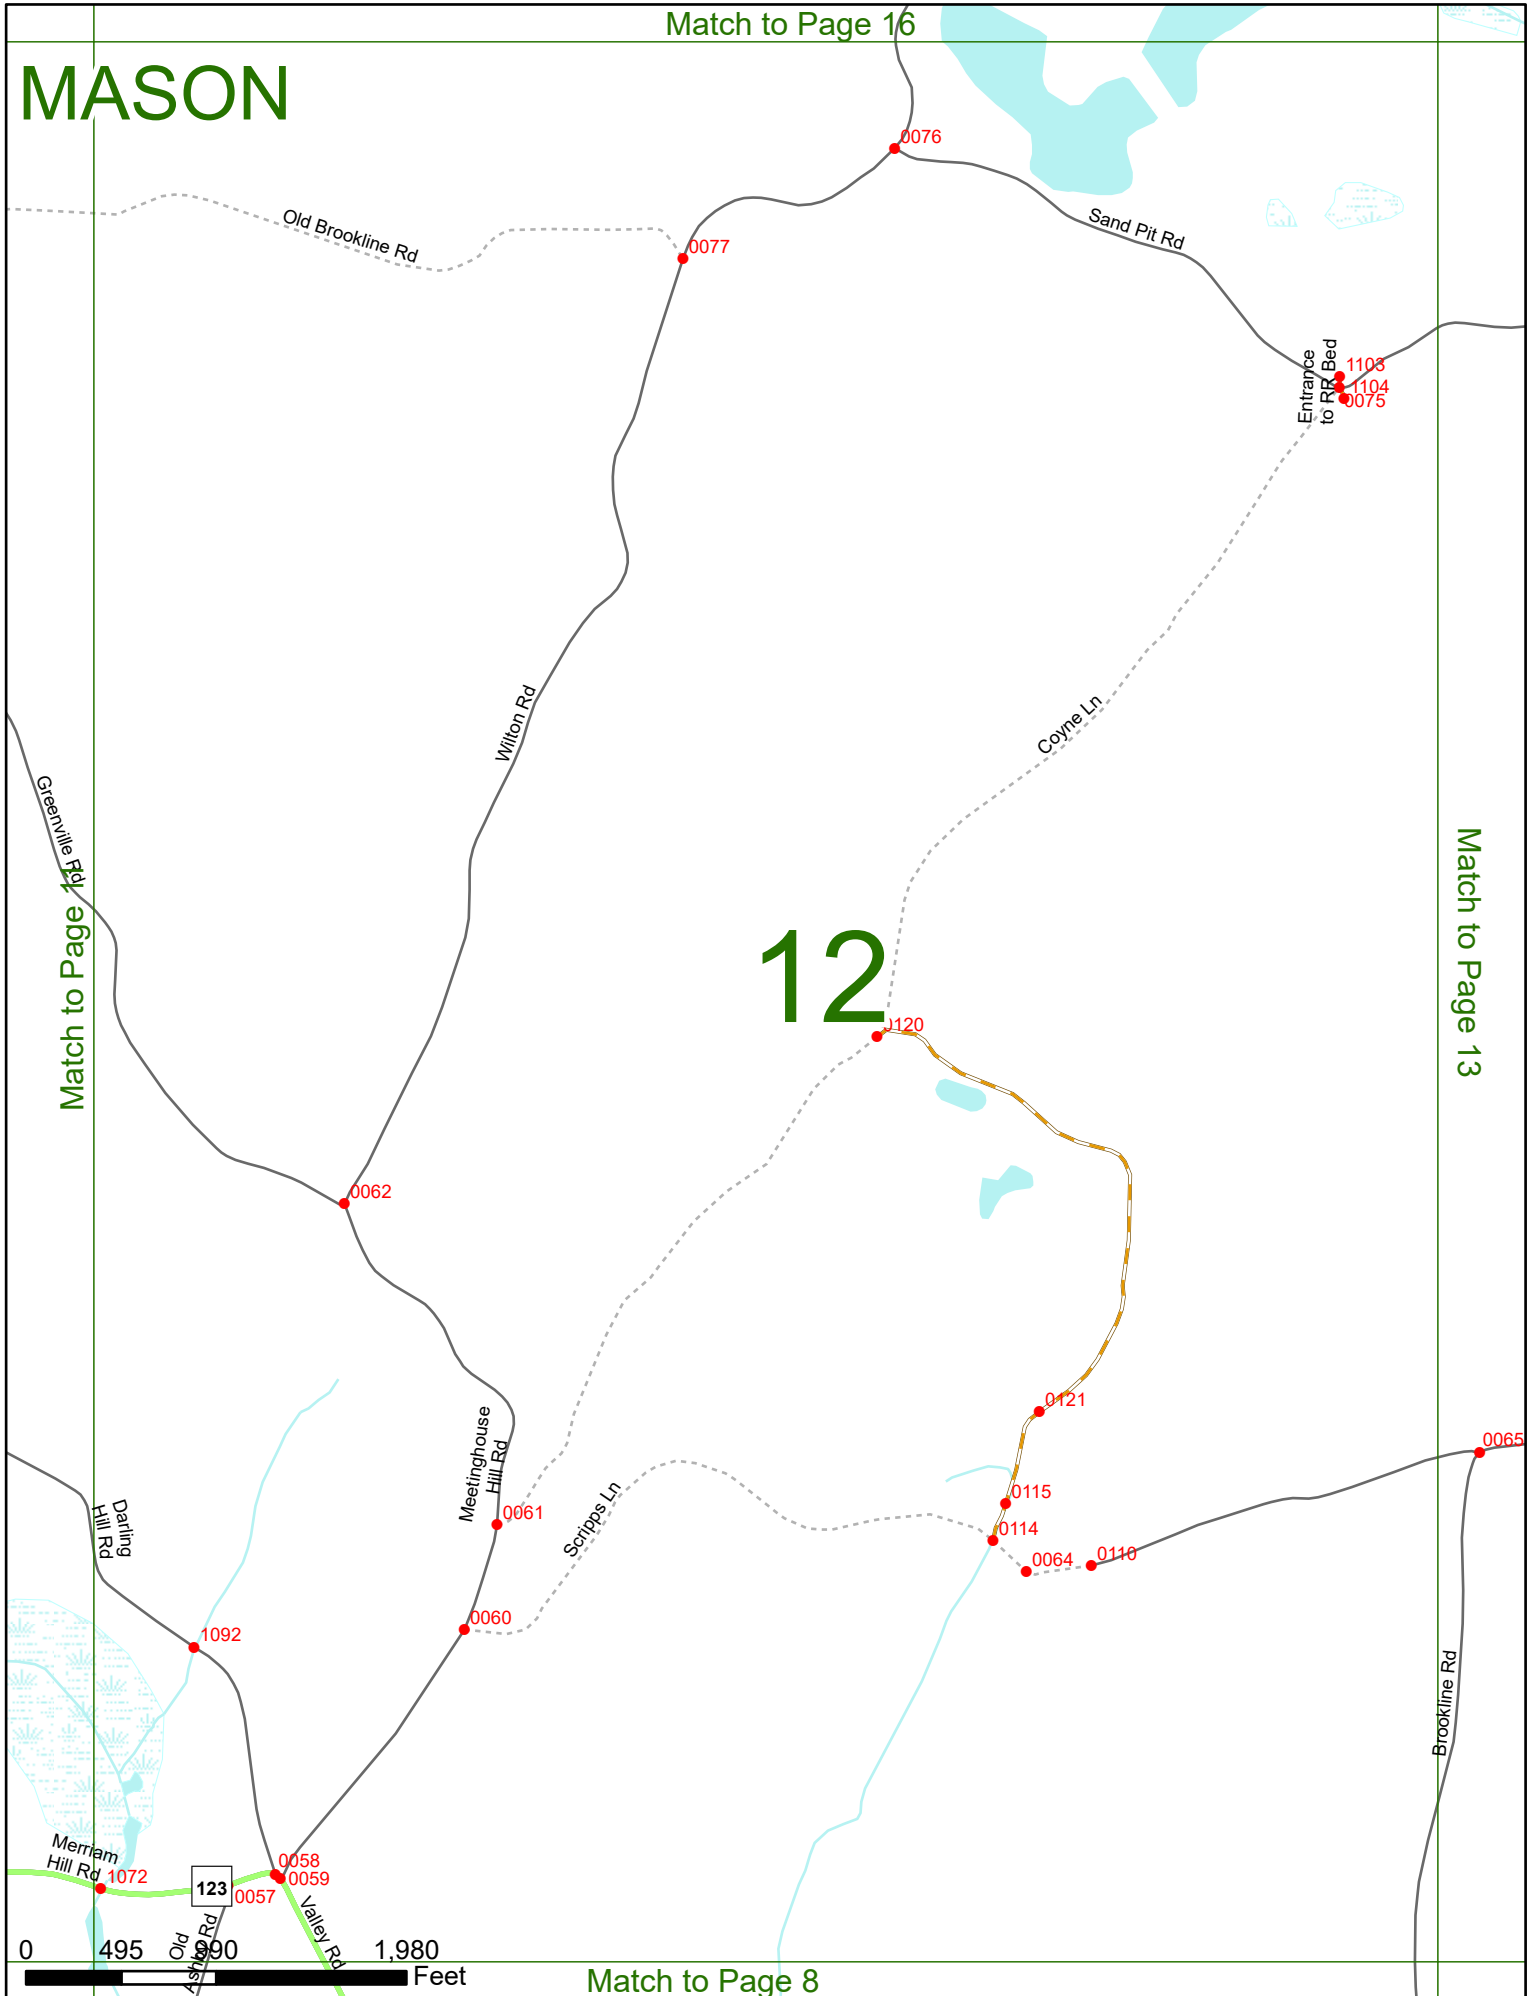 Match to Page 16
MASON
0076
Old Brookline Rd
Sand Pit Rd
0077
Entrance
to RR Bed
1103
1104
0075
Wilton Rd
Coyne Ln
Greenville Rd
Match to Page 11
Match to Page 13
12
0120
0062
0121
Meetinghouse
Hill Rd
0065
Scripps Ln
0115
0061
0114
Darling
Hill Rd
0064
0110
0060
1092
Brookline Rd
Merriam
Hill Rd
1072
123
0057
0058
0059
Valley Rd
Old
Ashby Rd
0
495
990
1,980
Feet
Match to Page 8